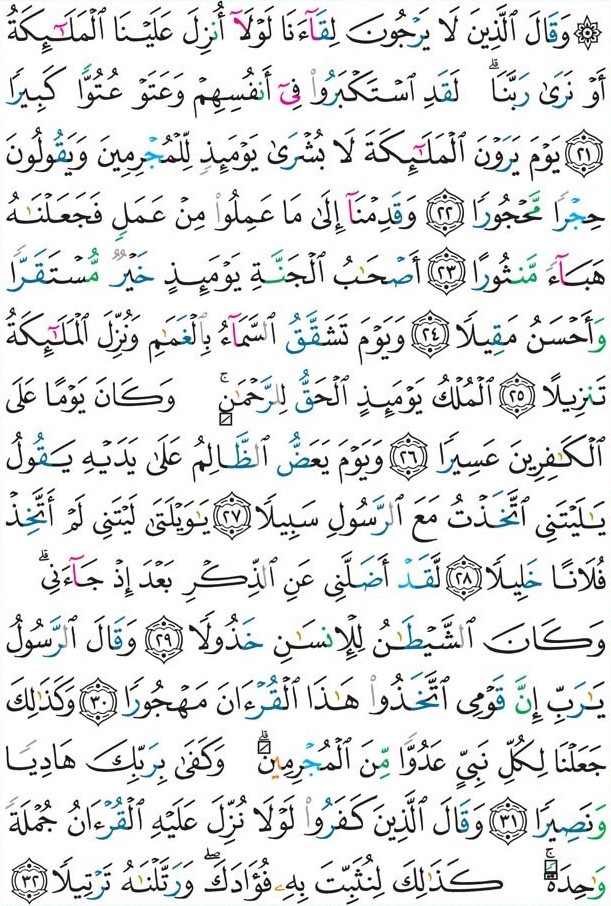 ۞ وَقَالَ ٱلَّذِينَ لَا يَرْجُونَ لِقَآءَنَا لَوْلَآ أُنزِلَ عَلَيْنَا ٱلْمَلَـٰٓئِكَةُ
أَوْ نَرَىٰ رَبَّنَا ۗ لَقَدِ ٱسْتَكْبَرُوا۟ فِىٓ أَنفُسِهِمْ وَعَتَوْ عُتُوًّا كَبِيرًا
٢١ يَوْمَ يَرَوْنَ ٱلْمَلَـٰٓئِكَةَ لَا بُشْرَىٰ يَوْمَئِذٍ لِّلْمُجْرِمِينَ وَيَقُولُونَ
حِجْرًا مَّحْجُورًا ٢٢ وَقَدِمْنَآ إِلَىٰ مَا عَمِلُوا۟ مِنْ عَمَلٍ فَجَعَلْنَـٰهُ
هَبَآءً مَّنثُورًا ٢٣ أَصْحَـٰبُ ٱلْجَنَّةِ يَوْمَئِذٍ خَيْرٌ مُّسْتَقَرًّا
وَأَحْسَنُ مَقِيلًا ٢٤ وَيَوْمَ تَشَقَّقُ ٱلسَّمَآءُ بِٱلْغَمَـٰمِ وَنُزِّلَ ٱلْمَلَـٰٓئِكَةُ
تَنزِيلًا ٢٥ ٱلْمُلْكُ يَوْمَئِذٍ ٱلْحَقُّ لِلرَّحْمَـٰنِ ۚ وَكَانَ يَوْمًا عَلَى
ٱلْكَـٰفِرِينَ عَسِيرًا ٢٦ وَيَوْمَ يَعَضُّ ٱلظَّالِمُ عَلَىٰ يَدَيْهِ يَقُولُ
يَـٰلَيْتَنِى ٱتَّخَذْتُ مَعَ ٱلرَّسُولِ سَبِيلًا ٢٧ يَـٰوَيْلَتَىٰ لَيْتَنِى لَمْ أَتَّخِذْ
فُلَانًا خَلِيلًا ٢٨ لَّقَدْ أَضَلَّنِى عَنِ ٱلذِّكْرِ بَعْدَ إِذْ جَآءَنِى ۗ
وَكَانَ ٱلشَّيْطَـٰنُ لِلْإِنسَـٰنِ خَذُولًا ٢٩ وَقَالَ ٱلرَّسُولُ
يَـٰرَبِّ إِنَّ قَوْمِى ٱتَّخَذُوا۟ هَـٰذَا ٱلْقُرْءَانَ مَهْجُورًا ٣٠ وَكَذَٰلِكَ
جَعَلْنَا لِكُلِّ نَبِىٍّ عَدُوًّا مِّنَ ٱلْمُجْرِمِينَ ۗ وَكَفَىٰ بِرَبِّكَ هَادِيًا
وَنَصِيرًا ٣١ وَقَالَ ٱلَّذِينَ كَفَرُوا۟ لَوْلَا نُزِّلَ عَلَيْهِ ٱلْقُرْءَانُ جُمْلَةً
وَٰحِدَةً ۚ كَذَٰلِكَ لِنُثَبِّتَ بِهِۦ فُؤَادَكَ ۖ وَرَتَّلْنَـٰهُ تَرْتِيلًا ٣٢